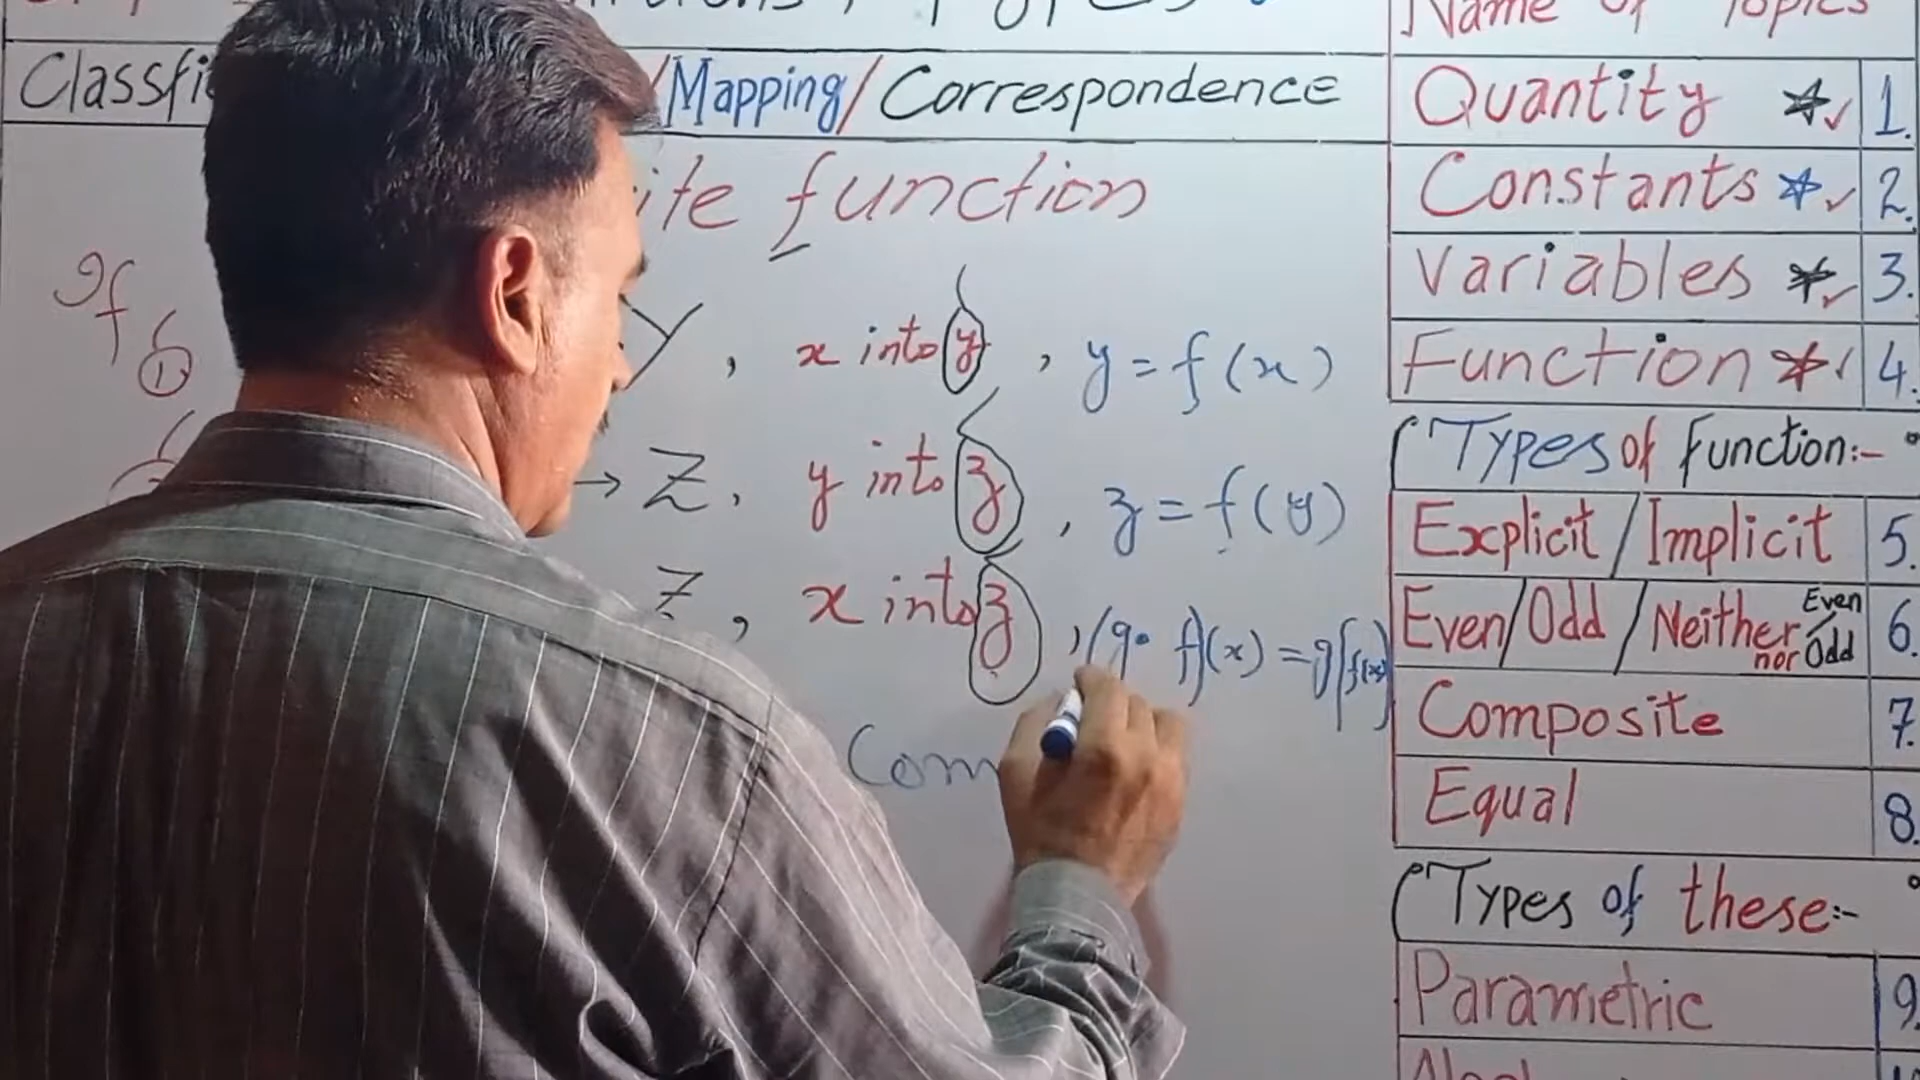 Name of Topics
/Mapping/Correspondence
Quantity ☆✓ 1.
function
Constants ☆✓ 2.
Variables ☆✓ 3.
If ① Y, x into y, y = f(x)
Function ☆✓ 4.
Types of function:-
→ Z, y into z, z = f(y)
Explicit/Implicit 5.
Z, x into z, (g∘f)(x) = g[f(x)]
Even/Odd/Neither nor Even/Odd 6.
Composite 7.
Com
Equal 8.
Types of these:-
Parametric 9.